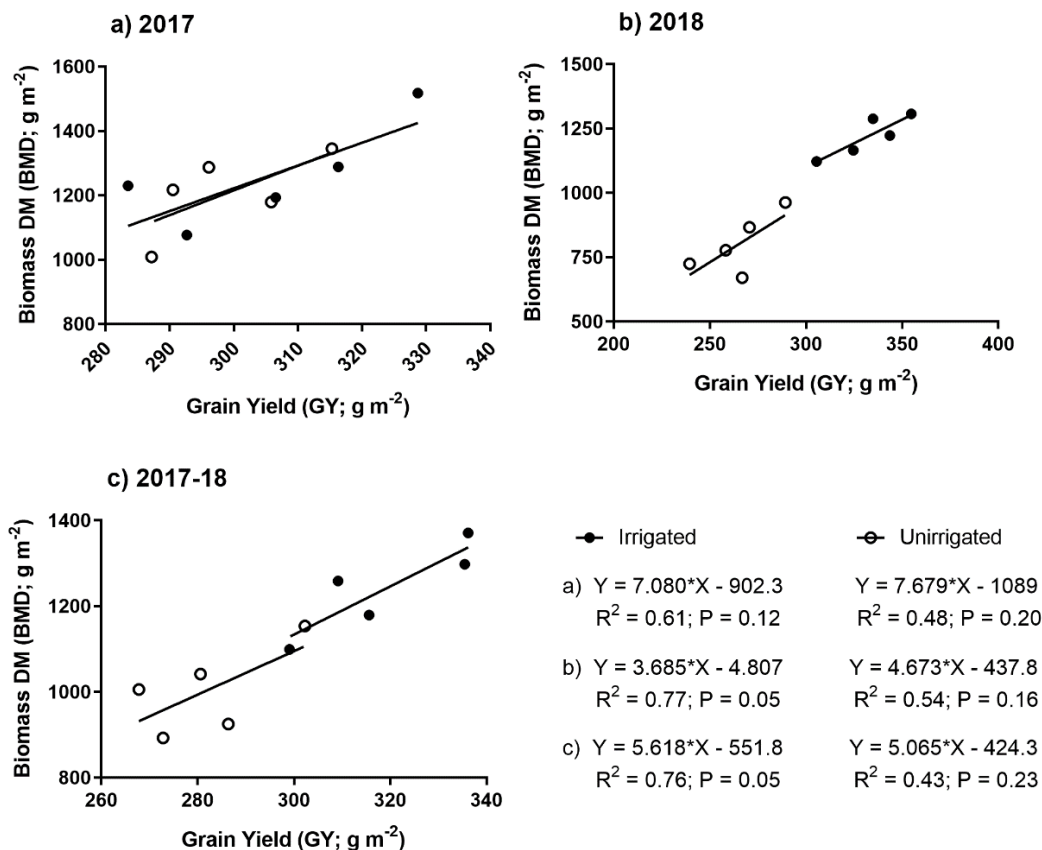 a) 2017
Biomass DM (BMD; g m⁻²)
1600
1400
1200
1000
800
280
290
300
310
320
330
340
Grain Yield (GY; g m⁻²)
b) 2018
Biomass DM (BMD; g m⁻²)
1500
1250
1000
750
500
200
250
300
350
400
Grain Yield (GY; g m⁻²)
c) 2017-18
Biomass DM (BMD; g m⁻²)
1400
1200
1000
800
260
280
300
320
340
Grain Yield (GY; g m⁻²)
Irrigated
Unirrigated
a) Y = 7.080*X - 902.3
Y = 7.679*X - 1089
R² = 0.61; P = 0.12
R² = 0.48; P = 0.20
b) Y = 3.685*X - 4.807
Y = 4.673*X - 437.8
R² = 0.77; P = 0.05
R² = 0.54; P = 0.16
c) Y = 5.618*X - 551.8
Y = 5.065*X - 424.3
R² = 0.76; P = 0.05
R² = 0.43; P = 0.23